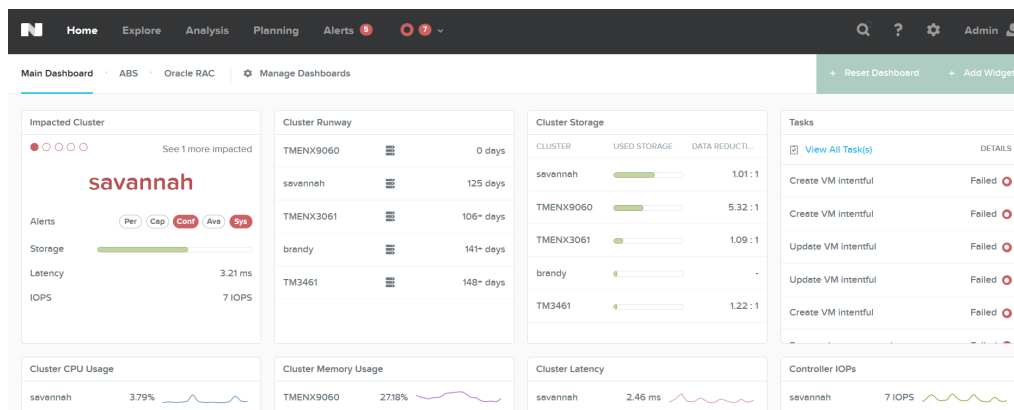 Home Explore Analysis Planning Alerts 5 7 ? Admin
Main Dashboard ABS Oracle RAC Manage Dashboards + Reset Dashboard + Add Widget
Impacted Cluster
See 1 more impacted
savannah
Alerts Per Cap Conf Ava Sys
Storage
Latency 3.21 ms
IOPS 7 IOPS
Cluster Runway
TMENX9060 0 days
savannah 125 days
TMENX3061 106+ days
brandy 141+ days
TM3461 148+ days
Cluster Storage
CLUSTER USED STORAGE DATA REDUCTI...
savannah 1.01 : 1
TMENX9060 5.32 : 1
TMENX3061 1.09 : 1
brandy -
TM3461 1.22 : 1
Tasks
View All Task(s) DETAILS
Create VM intentful Failed
Create VM intentful Failed
Update VM intentful Failed
Update VM intentful Failed
Create VM intentful Failed
Cluster CPU Usage
savannah 3.79%
Cluster Memory Usage
TMENX9060 27.18%
Cluster Latency
savannah 2.46 ms
Controller IOPs
savannah 7 IOPS